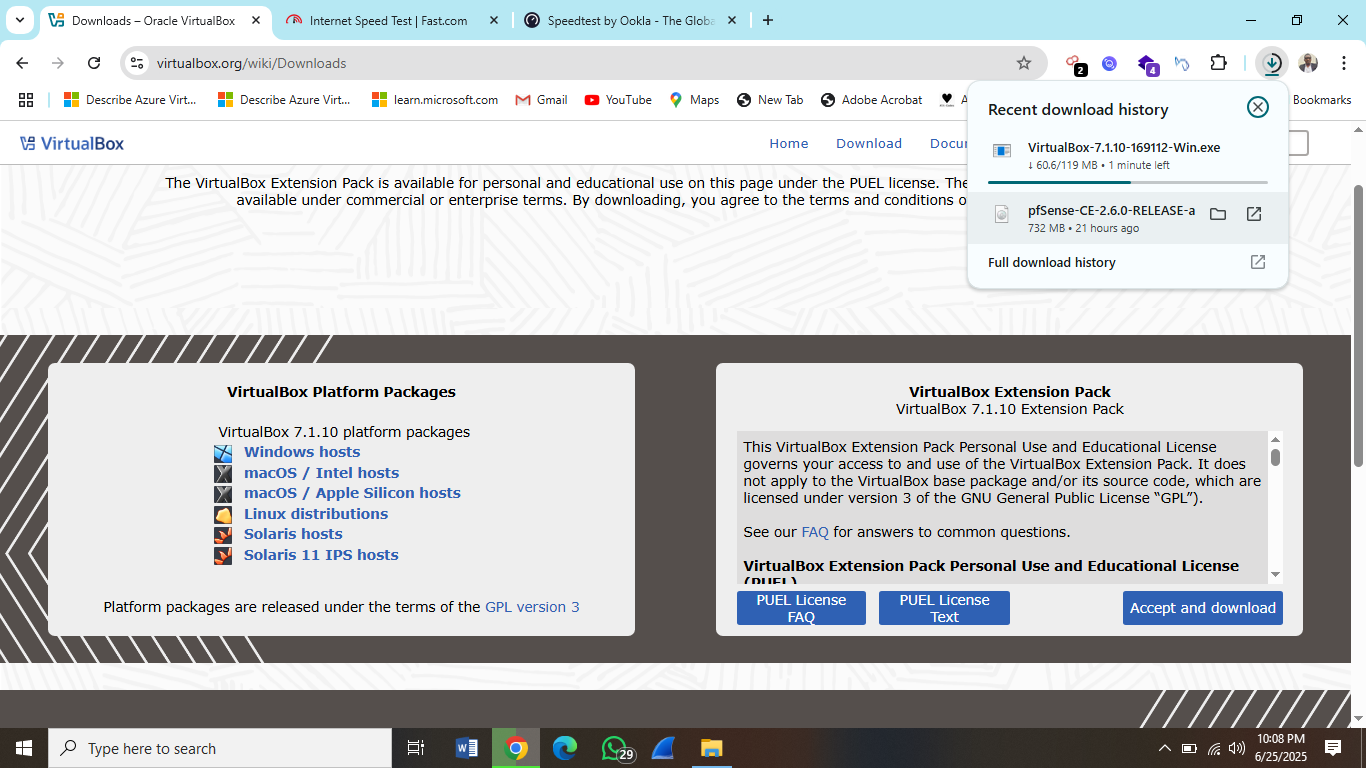 Downloads – Oracle VirtualBox
Internet Speed Test | Fast.com
Speedtest by Ookla - The Globa
virtualbox.org/wiki/Downloads
2
4
Describe Azure Virt...
Describe Azure Virt...
learn.microsoft.com
Gmail
YouTube
Maps
New Tab
Adobe Acrobat
A
Bookmarks
Recent download history
VirtualBox-7.1.10-169112-Win.exe
↓ 60.6/119 MB • 1 minute left
pfSense-CE-2.6.0-RELEASE-a
732 MB • 21 hours ago
Full download history
VirtualBox
Home
Download
Docu
The VirtualBox Extension Pack is available for personal and educational use on this page under the PUEL license. The
available under commercial or enterprise terms. By downloading, you agree to the terms and conditions o
VirtualBox Platform Packages
VirtualBox 7.1.10 platform packages
Windows hosts
macOS / Intel hosts
macOS / Apple Silicon hosts
Linux distributions
Solaris hosts
Solaris 11 IPS hosts
Platform packages are released under the terms of the GPL version 3
VirtualBox Extension Pack
VirtualBox 7.1.10 Extension Pack
This VirtualBox Extension Pack Personal Use and Educational License
governs your access to and use of the VirtualBox Extension Pack. It does
not apply to the VirtualBox base package and/or its source code, which are
licensed under version 3 of the GNU General Public License “GPL”).
See our FAQ for answers to common questions.
VirtualBox Extension Pack Personal Use and Educational License
(PUEL)
PUEL License
FAQ
PUEL License
Text
Accept and download
Type here to search
29
10:08 PM
6/25/2025